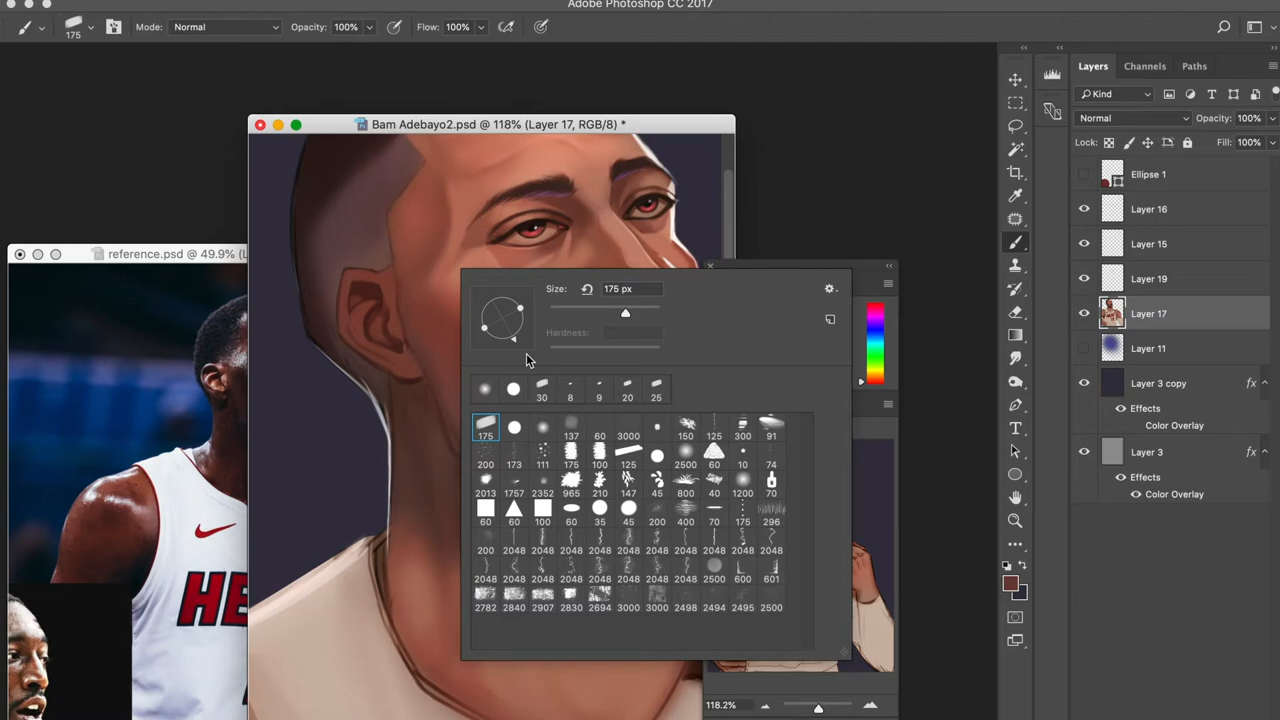 Adobe Photoshop CC 2017
175 Mode: Normal Opacity: 100% Flow: 100%
Layers Channels Paths
Kind
Normal Opacity: 100%
Lock: Fill: 100%
Ellipse 1
Layer 16
Layer 15
Layer 19
Layer 17
Layer 11
Layer 3 copy fx
Effects
Color Overlay
Layer 3 fx
Effects
Color Overlay
Bam Adebayo2.psd @ 118% (Layer 17, RGB/8) *
reference.psd @ 49.9% (L
HE
Size: 175 px
Hardness:
30 8 9 20 25
175 137 60 3000 150 125 300 91
200 173 111 175 100 125 2500 60 10 74
2013 1757 2352 965 210 147 45 800 40 1200 70
60 60 100 60 35 45 200 400 70 175 296
200 2048 2048 2048 2048 2048 2048 2048 2048 2048 2048
2048 2048 2048 2048 2048 2048 2048 2048 2500 600 601
2782 2840 2907 2830 2694 3000 3000 2498 2494 2495 2500
118.2%